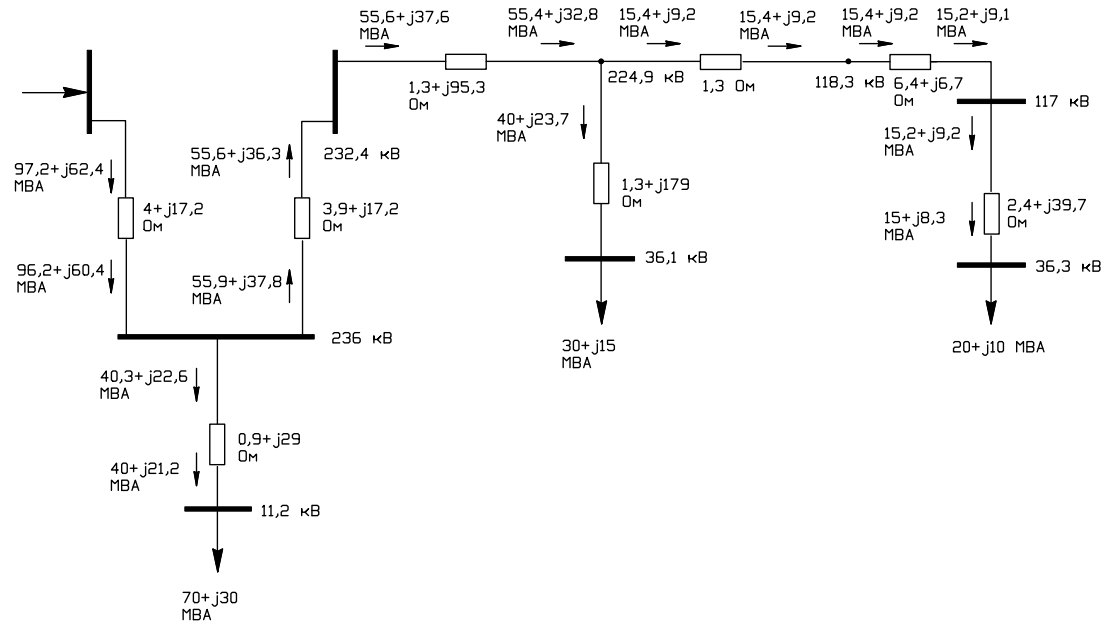 55,6+j37,6
МВА
55,4+j32,8
МВА
15,4+j9,2
МВА
15,4+j9,2
МВА
15,4+j9,2
МВА
15,2+j9,1
МВА
1,3+j95,3
Ом
224,9 кВ
1,3 Ом
118,3 кВ
6,4+j6,7
Ом
117 кВ
40+j23,7
МВА
15,2+j9,2
МВА
97,2+j62,4
МВА
55,6+j36,3
МВА
232,4 кВ
4+j17,2
Ом
3,9+j17,2
Ом
1,3+j179
Ом
2,4+j39,7
Ом
15+j8,3
МВА
96,2+j60,4
МВА
55,9+j37,8
МВА
36,1 кВ
36,3 кВ
236 кВ
30+j15
МВА
20+j10 МВА
40,3+j22,6
МВА
0,9+j29
Ом
40+j21,2
МВА
11,2 кВ
70+j30
МВА